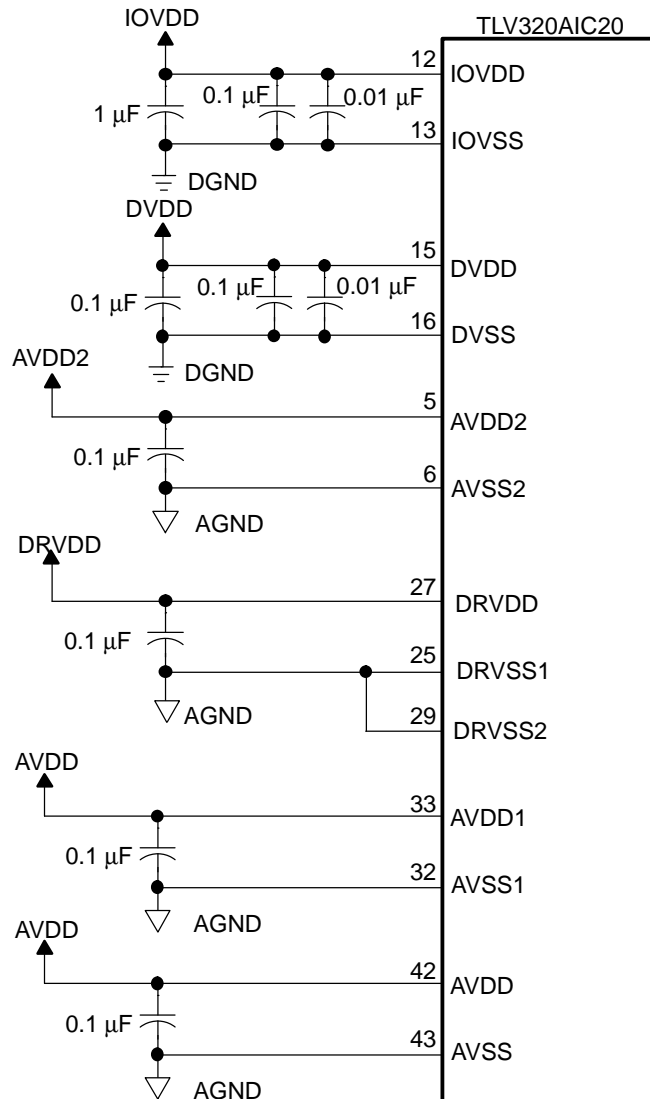 IOVDD
TLV320AIC20
12
IOVDD
1 µF
0.1 µF
0.01 µF
13
IOVSS
DGND
DVDD
15
DVDD
0.1 µF
0.1 µF
0.01 µF
16
DVSS
DGND
AVDD2
5
AVDD2
0.1 µF
6
AVSS2
AGND
DRVDD
27
DRVDD
0.1 µF
25
DRVSS1
AGND
29
DRVSS2
AVDD
33
AVDD1
0.1 µF
32
AVSS1
AGND
AVDD
42
AVDD
0.1 µF
43
AVSS
AGND